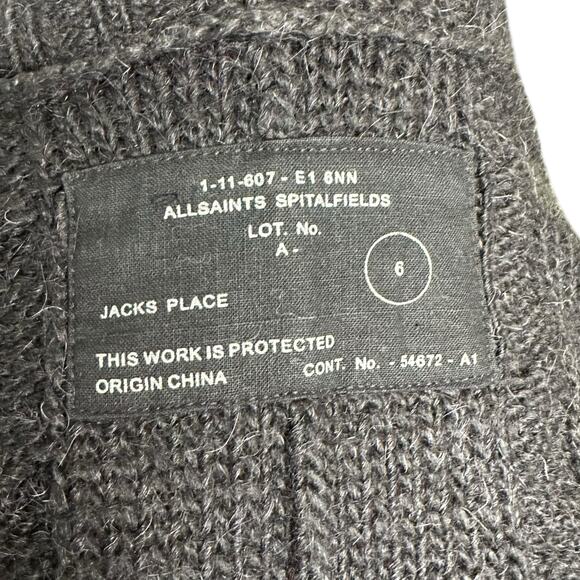 1-11-607 - E1 6NN
ALLSAINTS SPITALFIELDS
LOT. No.
A -
6
JACKS PLACE
THIS WORK IS PROTECTED
ORIGIN CHINA
CONT. No. - 54672 - A1